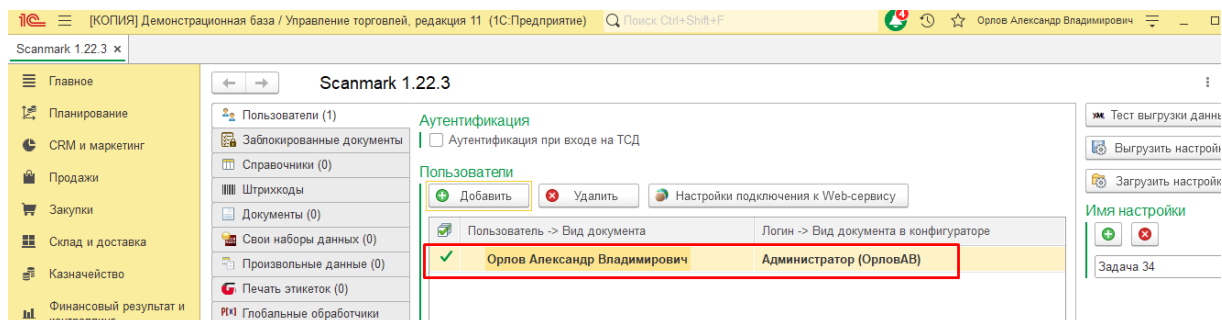 1С [КОПИЯ] Демонстрационная база / Управление торговлей, редакция 11 (1С:Предприятие) Поиск Ctrl+Shift+F 4 Орлов Александр Владимирович
Scanmark 1.22.3 ×
Главное
Планирование
CRM и маркетинг
Продажи
Закупки
Склад и доставка
Казначейство
Финансовый результат и
контроллинг
Scanmark 1.22.3
Пользователи (1)
Заблокированные документы
Справочники (0)
Штрихкоды
Документы (0)
Свои наборы данных (0)
Произвольные данные (0)
Печать этикеток (0)
P[X] Глобальные обработчики
Аутентификация
Аутентификация при входе на ТСД
Пользователи
Добавить Удалить Настройки подключения к Web-сервису
Пользователь -> Вид документа Логин -> Вид документа в конфигураторе
Орлов Александр Владимирович Администратор (ОрловАВ)
XML Тест выгрузки данны
Выгрузить настройк
Загрузить настройк
Имя настройки
Задача 34